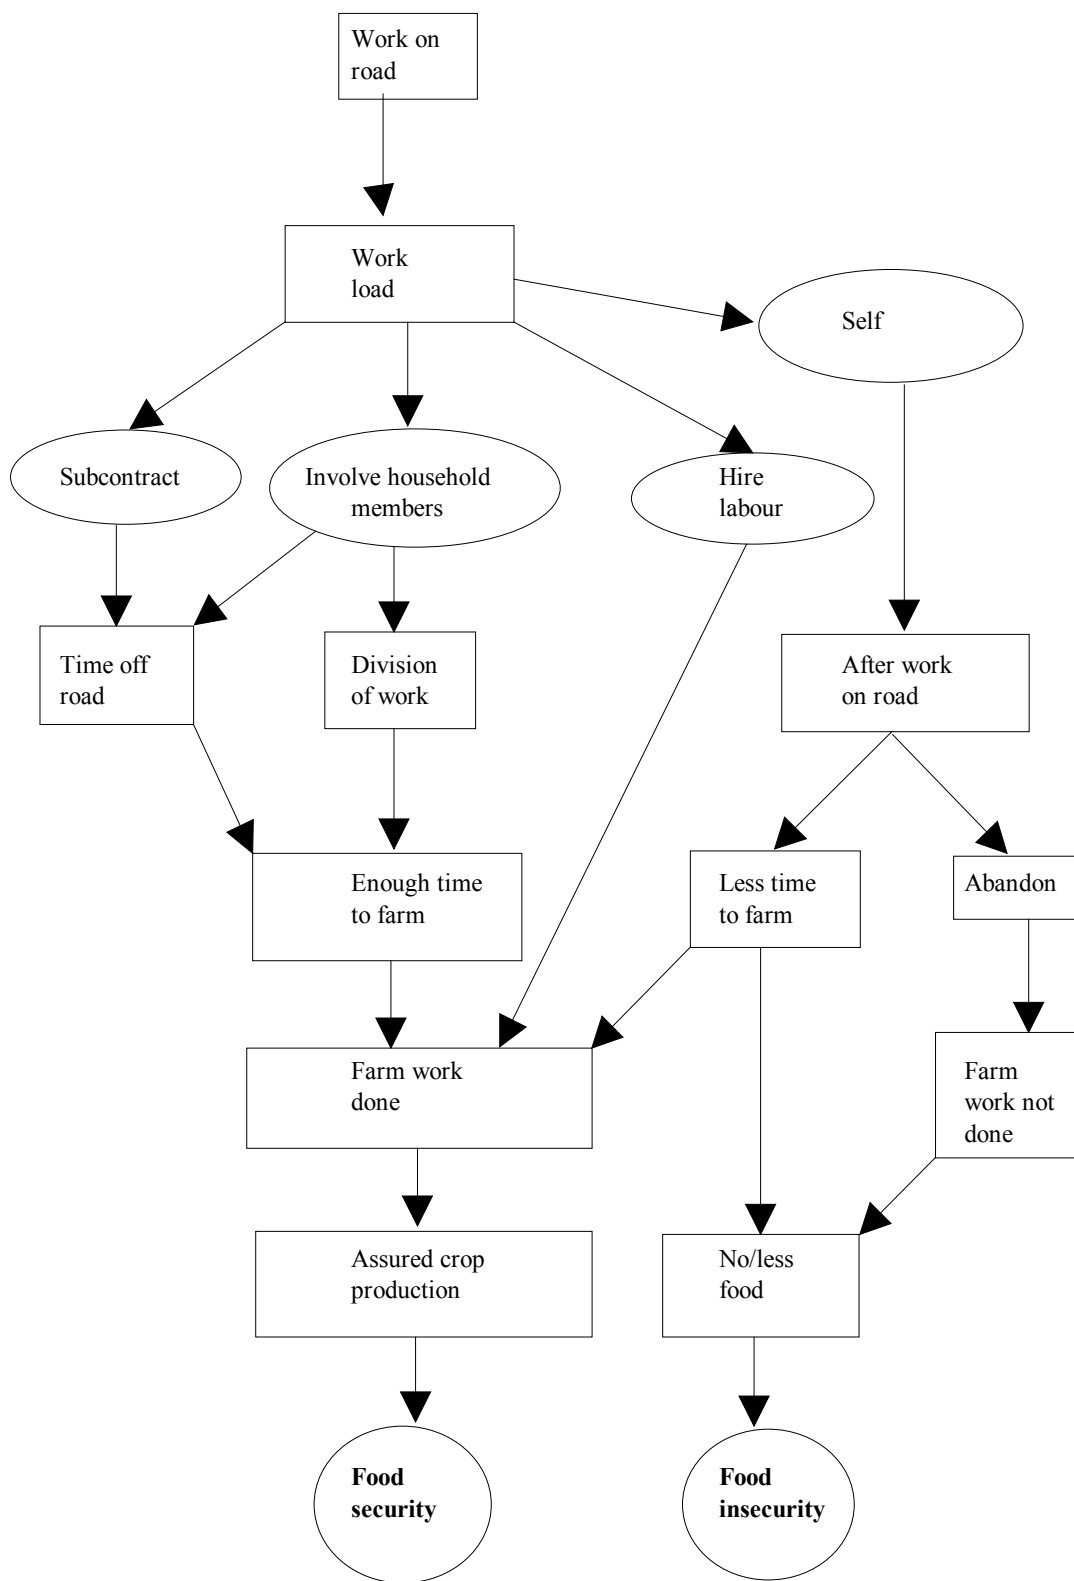 Work on
road
Work
load
Self
Subcontract
Involve household
members
Hire
labour
Time off
road
Division
of work
After work
on road
Enough time
to farm
Less time
to farm
Abandon
Farm work
done
Farm
work not
done
Assured crop
production
No/less
food
Food
security
Food
insecurity